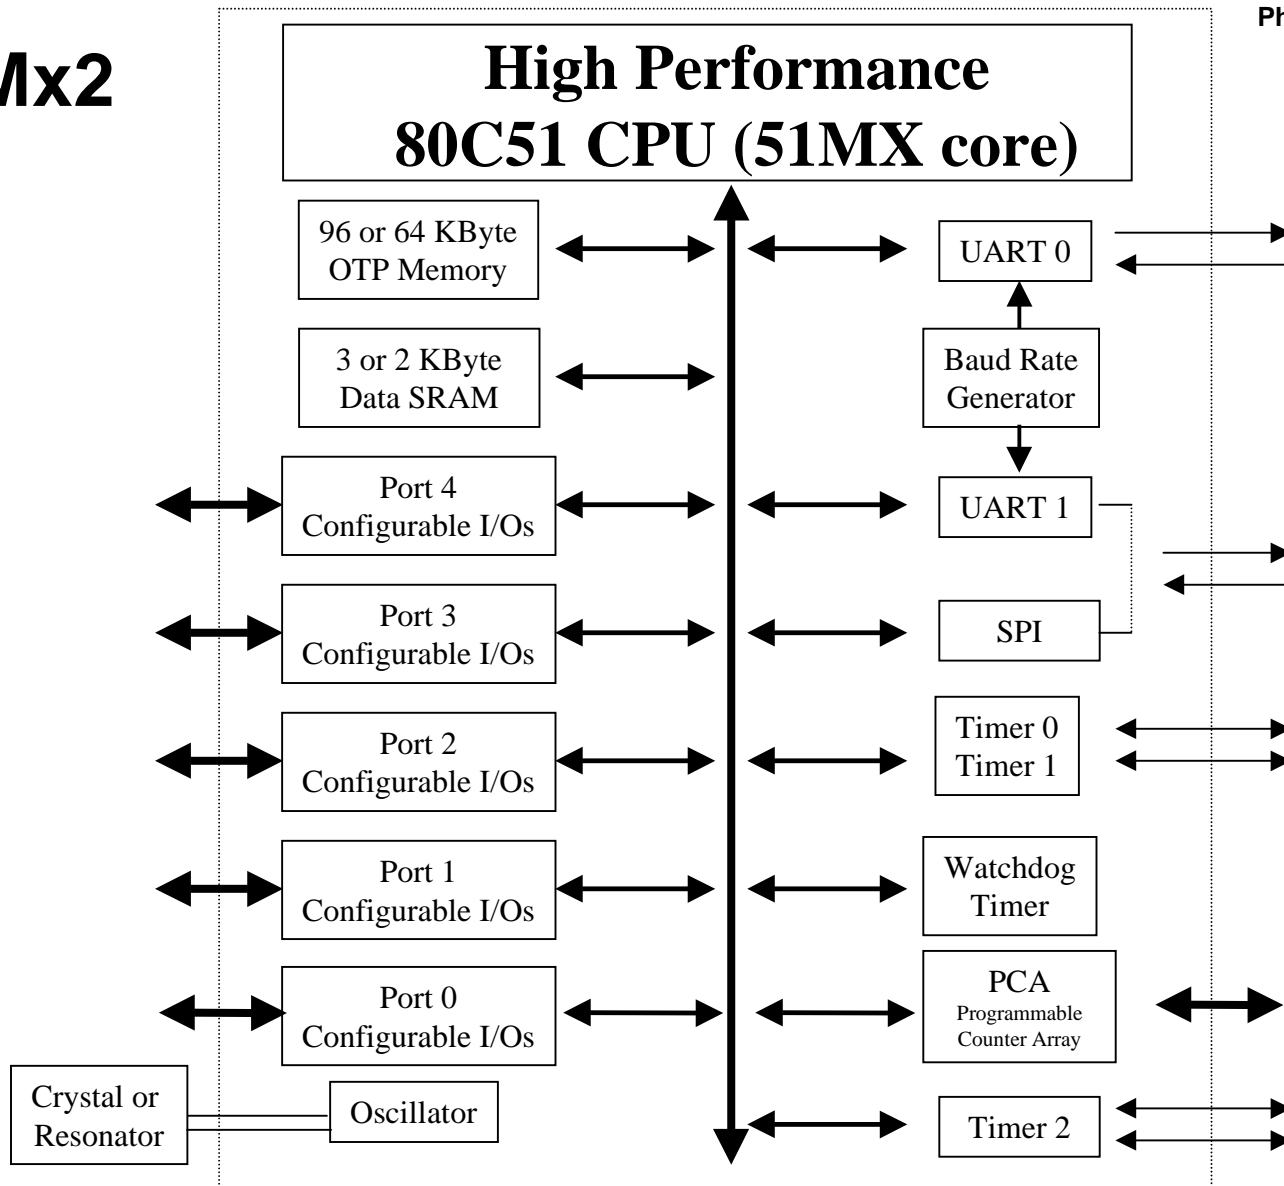 Mx2
Ph
High Performance
80C51 CPU (51MX core)
96 or 64 KByte
OTP Memory
UART 0
3 or 2 KByte
Data SRAM
Baud Rate
Generator
Port 4
Configurable I/Os
UART 1
Port 3
Configurable I/Os
SPI
Port 2
Configurable I/Os
Timer 0
Timer 1
Port 1
Configurable I/Os
Watchdog
Timer
Port 0
Configurable I/Os
PCA
Programmable
Counter Array
Crystal or
Resonator
Oscillator
Timer 2